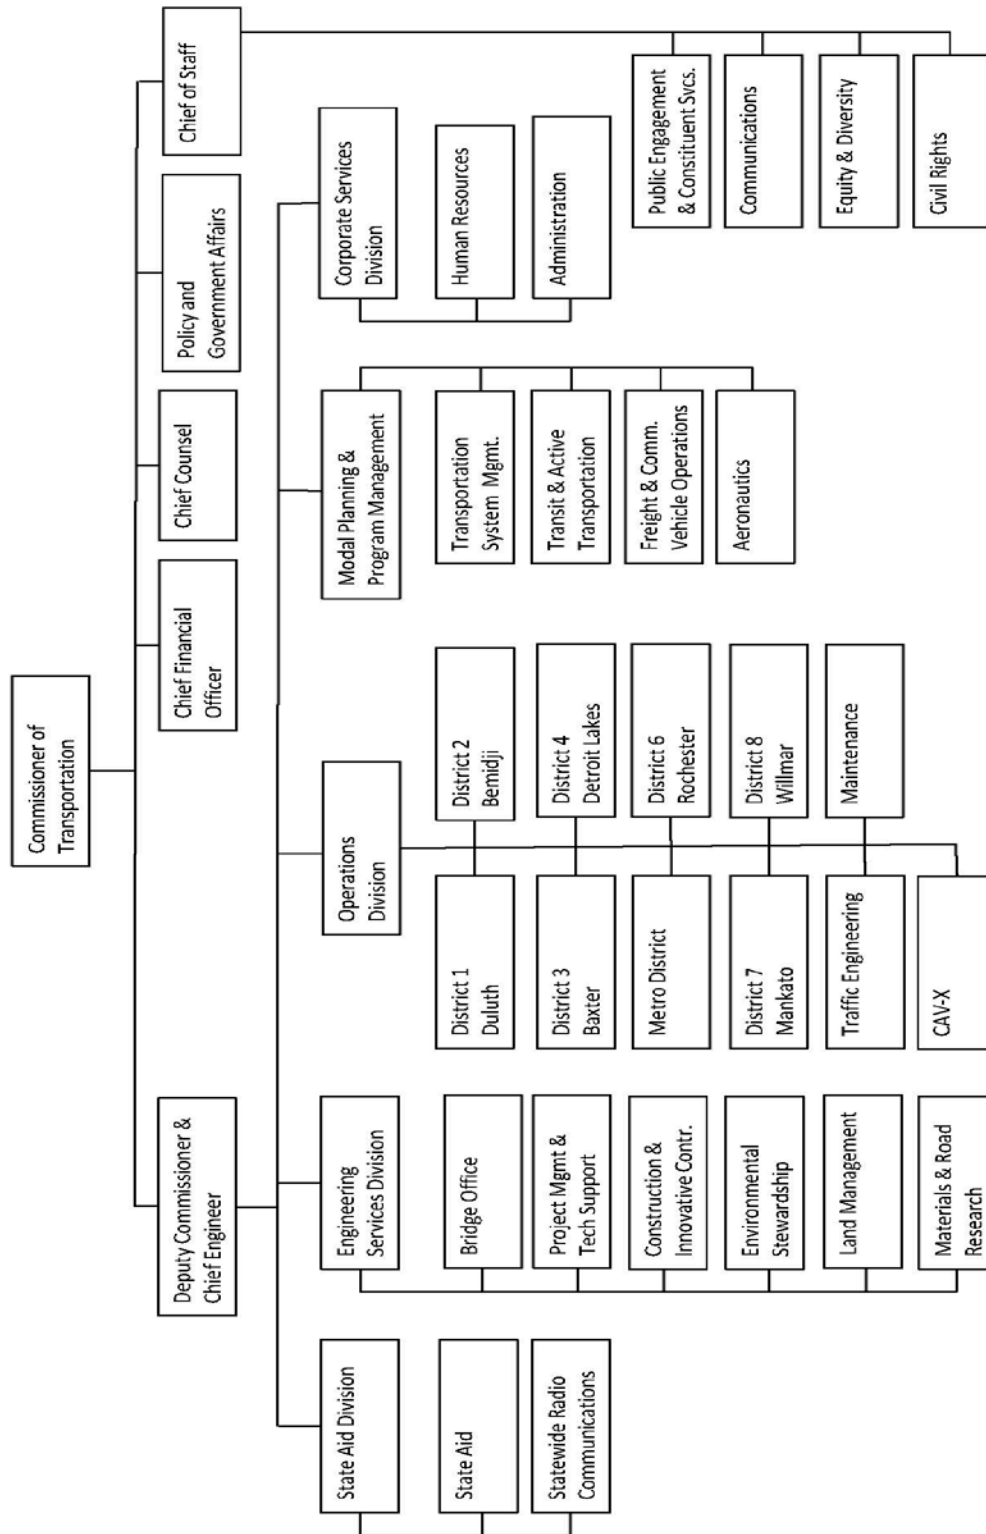 Commissioner of
Transportation
Deputy Commissioner &
Chief Engineer
Chief Financial
Officer
Chief Counsel
Policy and
Government Affairs
Chief of Staff
State Aid Division
Engineering
Services Division
Operations
Division
Modal Planning &
Program Management
Corporate Services
Division
State Aid
Statewide Radio
Communications
Bridge Office
Project Mgmt &
Tech Support
Construction &
Innovative Contr.
Environmental
Stewardship
Land Management
Materials & Road
Research
District 1
Duluth
District 2
Bemidji
District 3
Baxter
District 4
Detroit Lakes
Metro District
District 6
Rochester
District 7
Mankato
District 8
Willmar
Traffic Engineering
Maintenance
CAV-X
Transportation
System Mgmt.
Transit & Active
Transportation
Freight & Comm.
Vehicle Operations
Aeronautics
Human Resources
Administration
Public Engagement
& Constituent Svcs.
Communications
Equity & Diversity
Civil Rights